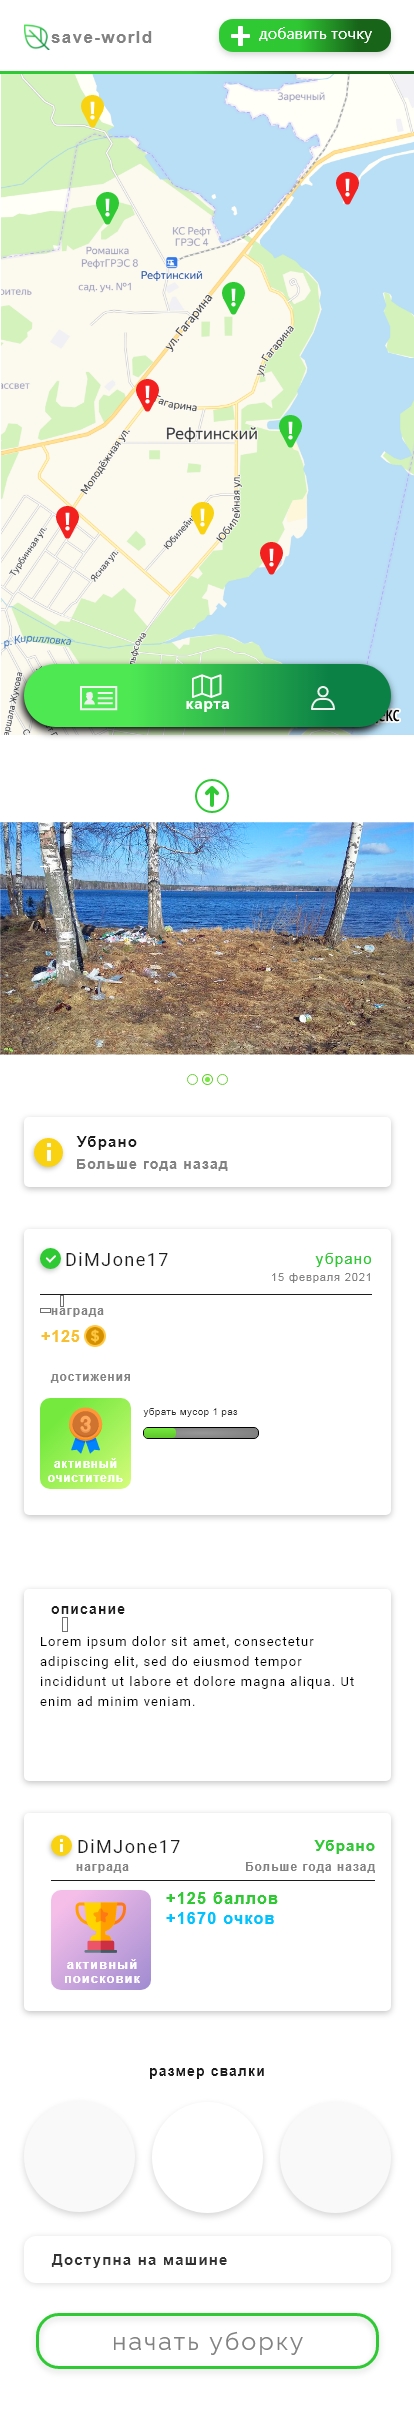 save-world
добавить точку
Заречный
КС Рефт
ГРЭС 4
Ромашка
РефтГРЭС 8
Рефтинский
сад. уч. №1
ул. Гагарина
ул. Гагарина
Гагарина
Рефтинский
Молодёжная ул.
Юбилейная ул.
Турбинная ул.
Ясная ул.
р. Кирилловка
карта
Убрано
Больше года назад
DiMJone17
убрано
15 февраля 2021
награда
+125
достижения
3
активный
очиститель
убрать мусор 1 раз
описание
Lorem ipsum dolor sit amet, consectetur
adipiscing elit, sed do eiusmod tempor
incididunt ut labore et dolore magna aliqua. Ut
enim ad minim veniam.
DiMJone17
Убрано
награда
Больше года назад
активный
поисковик
+125 баллов
+1670 очков
размер свалки
Доступна на машине
начать уборку